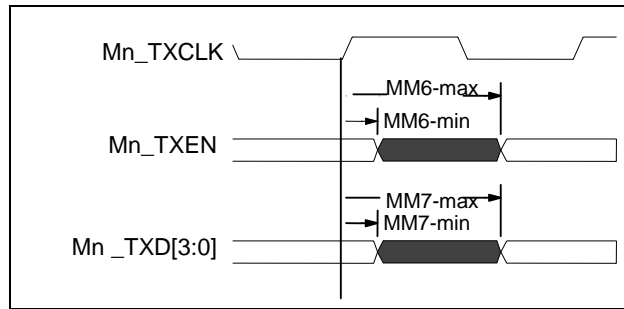 Mn_TXCLK
MM6-max
MM6-min
Mn_TXEN
MM7-max
MM7-min
Mn _TXD[3:0]